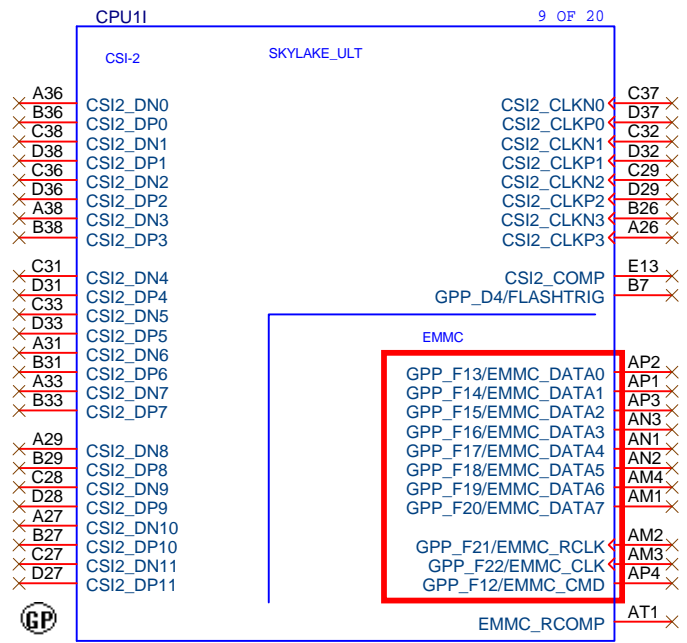 CPU1I 9 OF 20
CSI-2 SKYLAKE_ULT
A36 CSI2_DN0 CSI2_CLKN0 C37
B36 CSI2_DP0 CSI2_CLKP0 D37
C38 CSI2_DN1 CSI2_CLKN1 C32
D38 CSI2_DP1 CSI2_CLKP1 D32
C36 CSI2_DN2 CSI2_CLKN2 C29
D36 CSI2_DP2 CSI2_CLKP2 D29
A38 CSI2_DN3 CSI2_CLKN3 B26
B38 CSI2_DP3 CSI2_CLKP3 A26
C31 CSI2_DN4 CSI2_COMP E13
D31 CSI2_DP4 GPP_D4/FLASHTRIG B7
C33 CSI2_DN5
D33 CSI2_DP5 EMMC
A31 CSI2_DN6
B31 CSI2_DP6 GPP_F13/EMMC_DATA0 AP2
A33 CSI2_DN7 GPP_F14/EMMC_DATA1 AP1
B33 CSI2_DP7 GPP_F15/EMMC_DATA2 AP3
GPP_F16/EMMC_DATA3 AN3
A29 CSI2_DN8 GPP_F17/EMMC_DATA4 AN1
B29 CSI2_DP8 GPP_F18/EMMC_DATA5 AN2
C28 CSI2_DN9 GPP_F19/EMMC_DATA6 AM4
D28 CSI2_DP9 GPP_F20/EMMC_DATA7 AM1
A27 CSI2_DN10
B27 CSI2_DP10 GPP_F21/EMMC_RCLK AM2
C27 CSI2_DN11 GPP_F22/EMMC_CLK AM3
D27 CSI2_DP11 GPP_F12/EMMC_CMD AP4
GP EMMC_RCOMP AT1